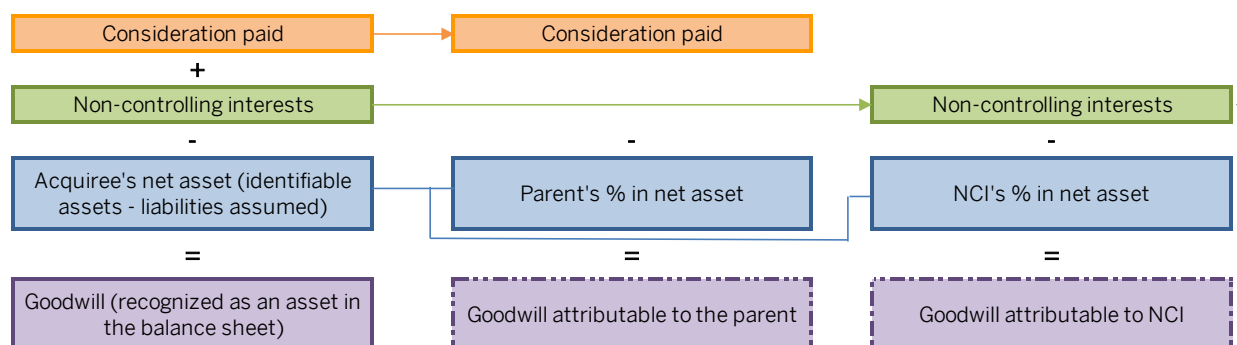 Consideration paid
Consideration paid
+
Non-controlling interests
Non-controlling interests
-
-
-
Acquiree's net asset (identifiable
assets - liabilities assumed)
Parent's % in net asset
NCI's % in net asset
=
=
=
Goodwill (recognized as an asset in
the balance sheet)
Goodwill attributable to the parent
Goodwill attributable to NCI